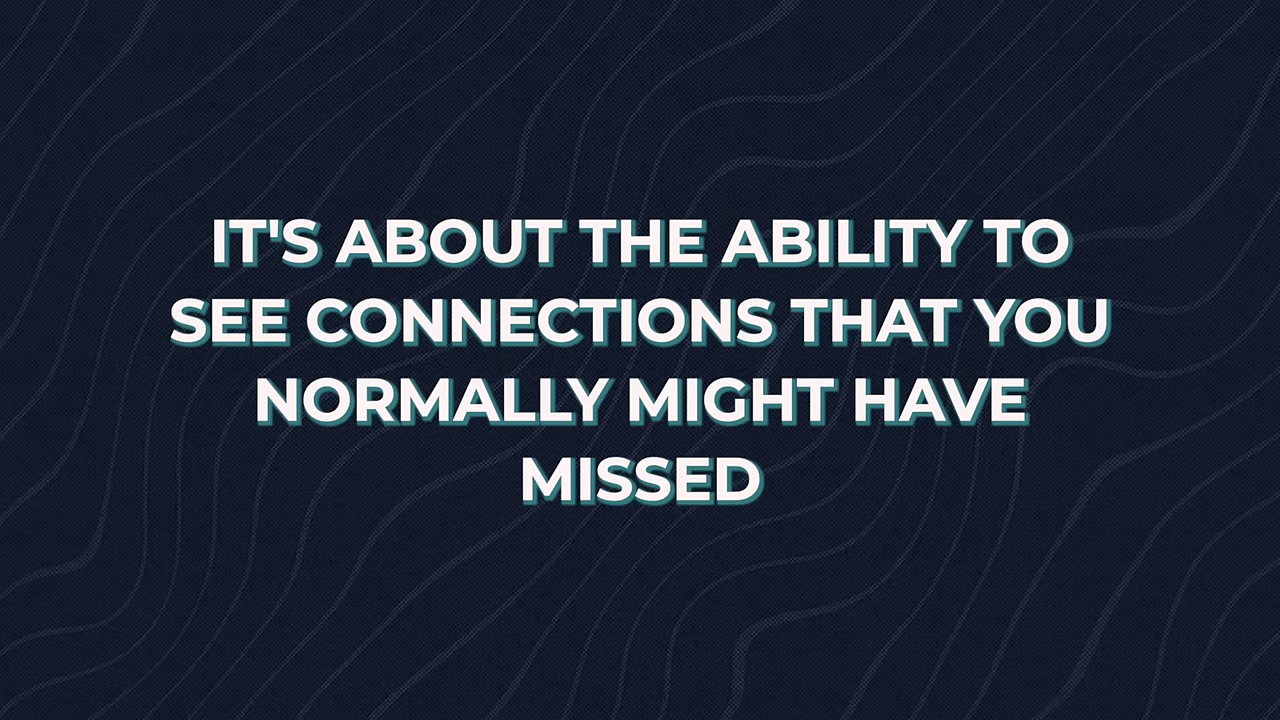 IT'S ABOUT THE ABILITY TO
SEE CONNECTIONS THAT YOU
NORMALLY MIGHT HAVE
MISSED